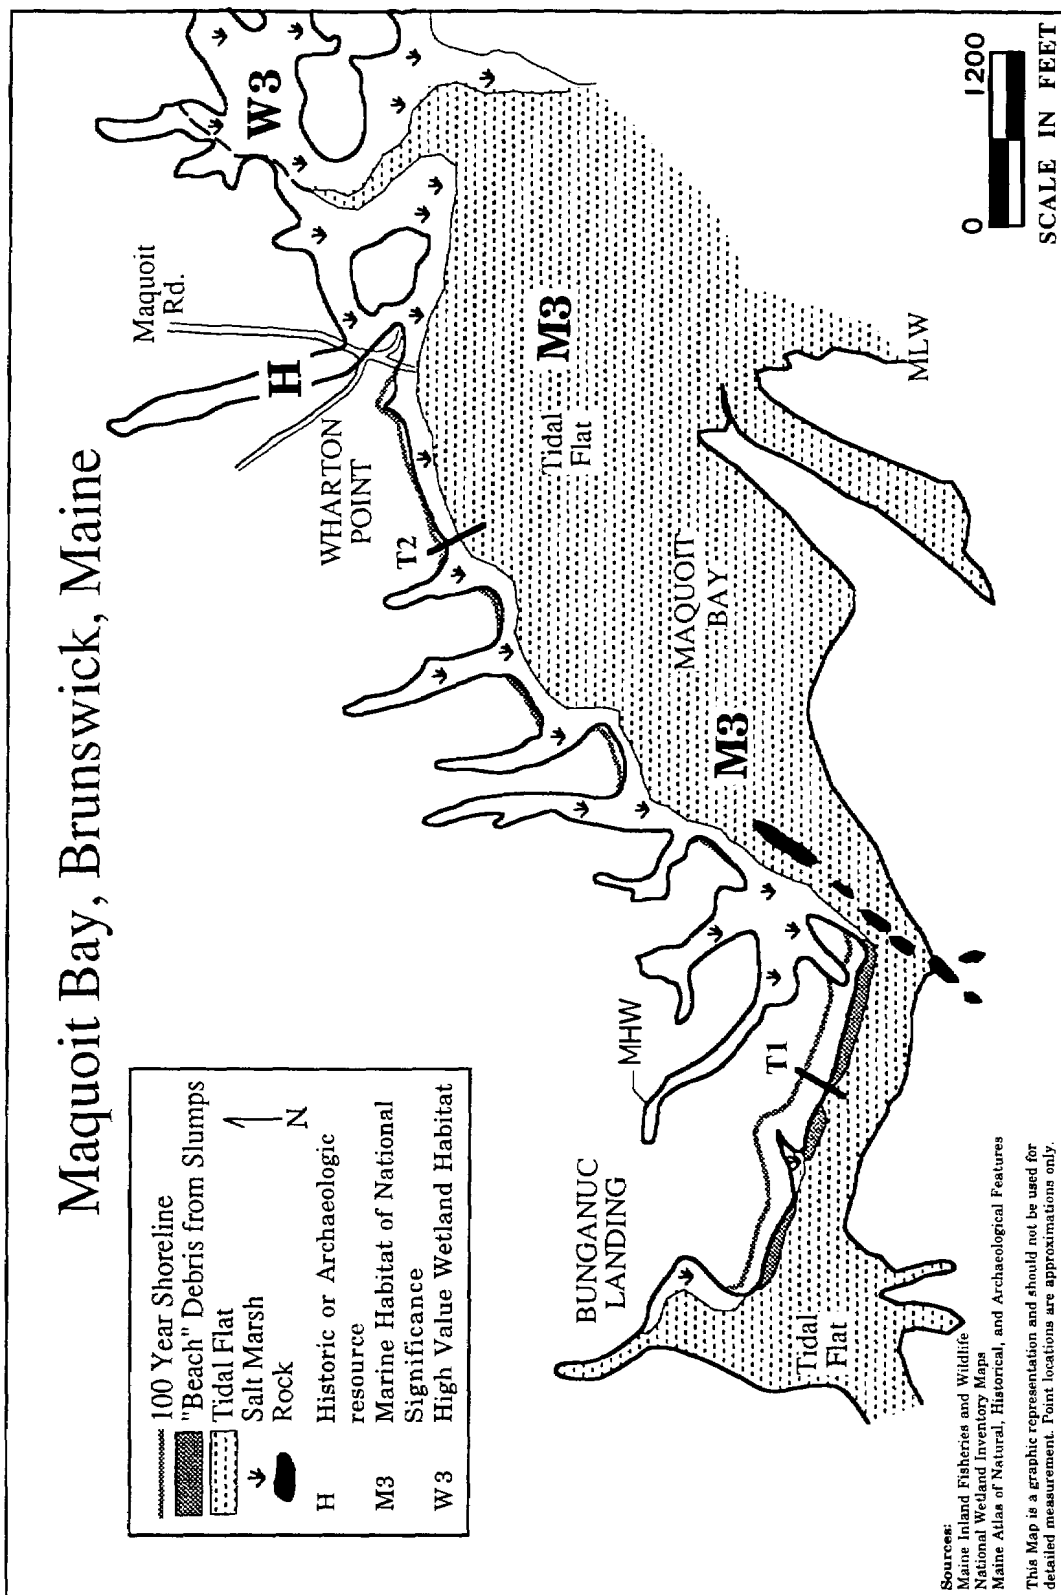 Maquoit Bay, Brunswick, Maine
100 Year Shoreline
"Beach" Debris from Slumps
Tidal Flat
Salt Marsh
Rock
N
H Historic or Archaeologic
resource
M3 Marine Habitat of National
Significance
W3 High Value Wetland Habitat
Maquoit
Rd.
W3
H
WHARTON
POINT
T2
M3
Tidal
Flat
MAQUOIT
BAY
M3
MLW
MHW
T1
BUNGANUC
LANDING
Tidal
Flat
0 1200
SCALE IN FEET
Sources:
Maine Inland Fisheries and Wildlife
National Wetland Inventory Maps
Maine Atlas of Natural, Historical, and Archaeological Features
This Map is a graphic representation and should not be used for
detailed measurement. Point locations are approximations only.